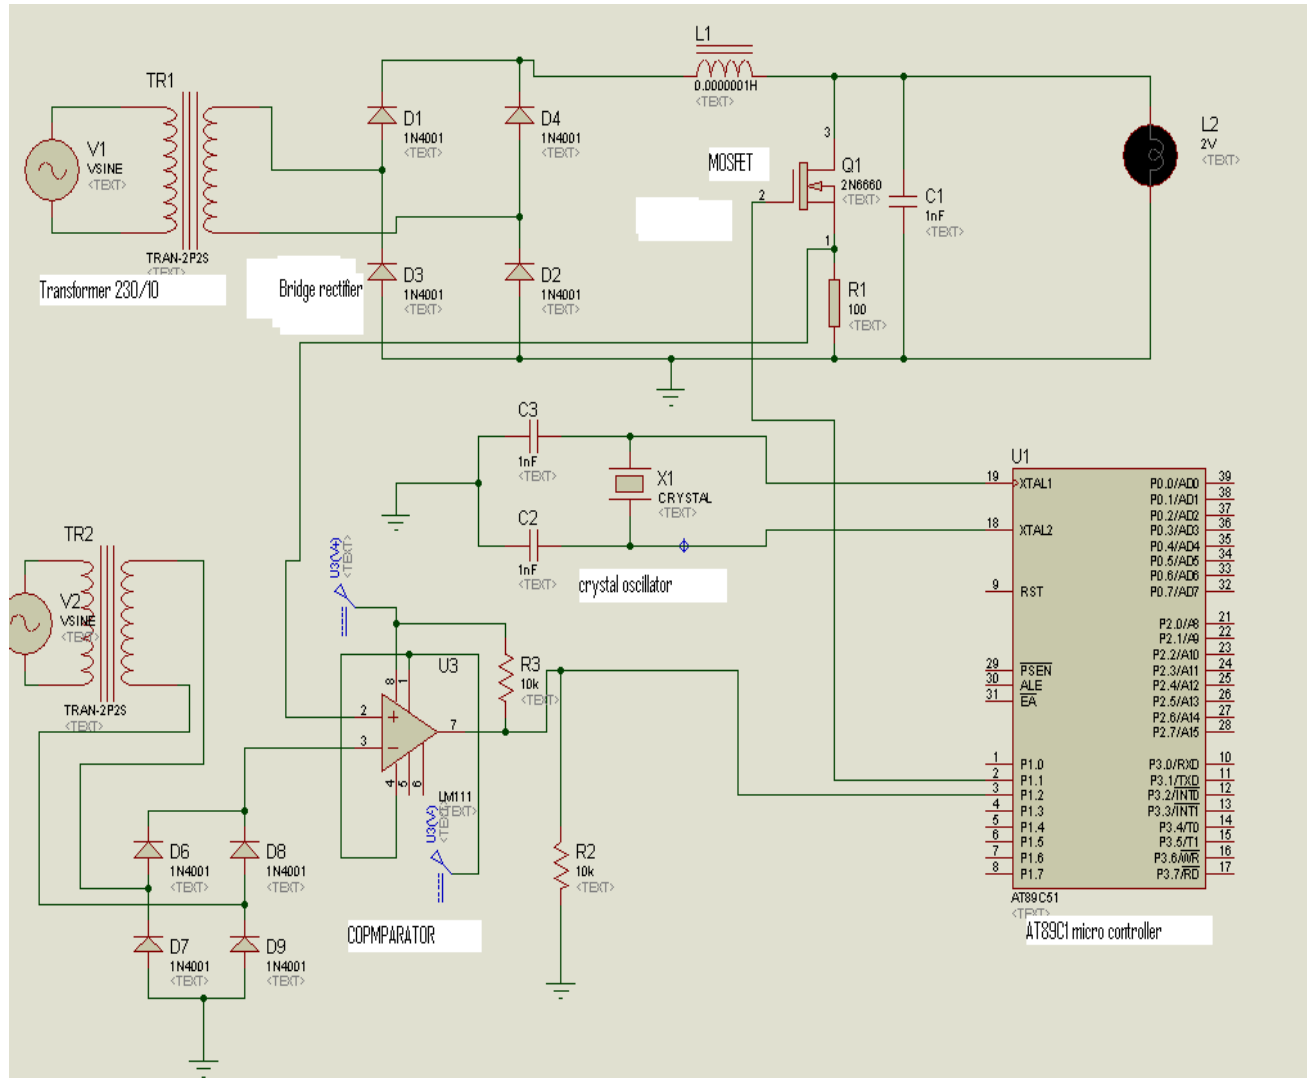 L1
0.0000001H
<TEXT>
TR1
V1
VSINE
<TEXT>
TRAN-2P2S
<TEXT>
Transformer 230/10
D1
1N4001
<TEXT>
D4
1N4001
<TEXT>
D3
1N4001
<TEXT>
D2
1N4001
<TEXT>
Bridge rectifier
MOSFET
3
2
1
Q1
2N6660
<TEXT>
C1
1nF
<TEXT>
L2
2V
<TEXT>
R1
100
<TEXT>
C3
1nF
<TEXT>
X1
CRYSTAL
<TEXT>
C2
1nF
<TEXT>
crystal oscillator
TR2
V2
VSINE
<TEXT>
TRAN-2P2S
<TEXT>
U3(V+)
<TEXT>
U3
8
1
2
3
4
5
6
7
LM111
<TEXT>
U3(V-)
<TEXT>
R3
10k
<TEXT>
R2
10k
<TEXT>
COPMPARATOR
D6
1N4001
<TEXT>
D8
1N4001
<TEXT>
D7
1N4001
<TEXT>
D9
1N4001
<TEXT>
U1
19 XTAL1
18 XTAL2
9 RST
29 PSEN
30 ALE
31 EA
1 P1.0
2 P1.1
3 P1.2
4 P1.3
5 P1.4
6 P1.5
7 P1.6
8 P1.7
P0.0/AD0 39
P0.1/AD1 38
P0.2/AD2 37
P0.3/AD3 36
P0.4/AD4 35
P0.5/AD5 34
P0.6/AD6 33
P0.7/AD7 32
P2.0/A8 21
P2.1/A9 22
P2.2/A10 23
P2.3/A11 24
P2.4/A12 25
P2.5/A13 26
P2.6/A14 27
P2.7/A15 28
P3.0/RXD 10
P3.1/TXD 11
P3.2/INT0 12
P3.3/INT1 13
P3.4/T0 14
P3.5/T1 15
P3.6/WR 16
P3.7/RD 17
AT89C51
<TEXT>
AT89C1 micro controller